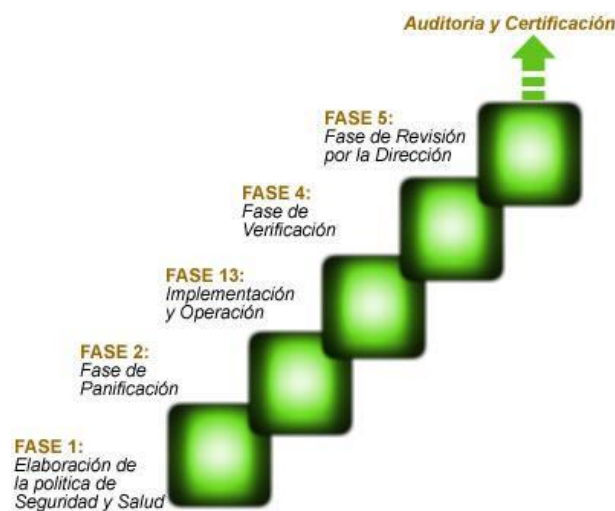 Auditoria y Certificación
FASE 5:
Fase de Revisión
por la Dirección
FASE 4:
Fase de
Verificación
FASE 13:
Implementación
y Operación
FASE 2:
Fase de
Panificación
FASE 1:
Elaboración de
la politica de
Seguridad y Salud